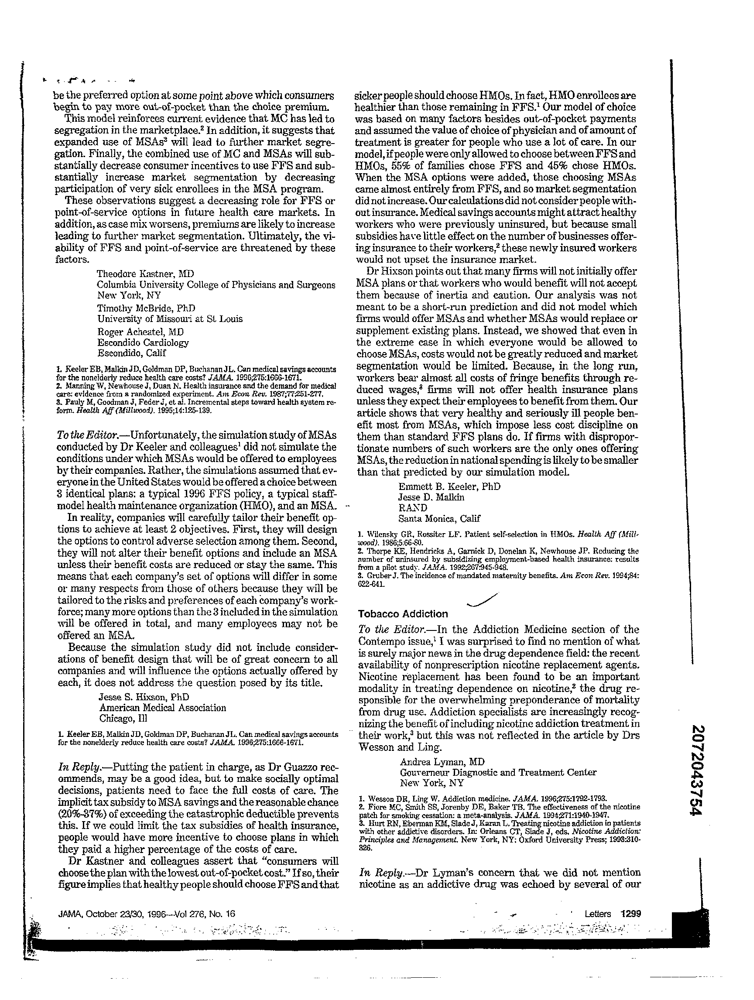 be the preferred option at some point above which consumers
begin to pay more out-of-pocket than the choice premium.
This model reinforces current evidence that MC has led to
segregation in the marketplace.2 In addition, it suggests that
expanded use of MSAs3 will lead to further market segre-
gation. Finally, the combined use of MC and MSAs will sub-
stantially decrease consumer incentives to use FFS and sub-
stantially increase market segmentation by decreasing
participation of very sick enrollees in the MSA program.
These observations suggest a decreasing role for FFS or
point-of-service options in future health care markets. In
addition, as case mix worsens, premiums are likely to increase
leading to further market segmentation. Ultimately, the vi-
ability of FFS and point-of-service are threatened by these
factors.
Theodore Kastner, MD
Columbia University College of Physicians and Surgeons
New York, NY
Timothy McBride, PhD
University of Missouri at St Louis
Roger Achestel, MD
Escondido Cardiology
Escondido, Calif
1. Keeler EB, Malkin JD, Goldman DP, Buchanan JL. Can medical savings accounts
for the nonelderly reduce health care costs? JAMA. 1996;275:1666-1671.
2. Manning W, Newhouse J, Duan N. Health insurance and the demand for medical
care: evidence from a randomized experiment. Am Econ Rev. 1987;77:251-277.
3. Pauly M, Goodman J, Feder J, et al. Incremental steps toward health system re-
form. Health Aff (Millwood). 1995;14:125-139.
To the Editor.—Unfortunately, the simulation study of MSAs
conducted by Dr Keeler and colleagues1 did not simulate the
conditions under which MSAs would be offered to employees
by their companies. Rather, the simulations assumed that ev-
eryone in the United States would be offered a choice between
3 identical plans: a typical 1996 FFS policy, a typical staff-
model health maintenance organization (HMO), and an MSA.
In reality, companies will carefully tailor their benefit op-
tions to achieve at least 2 objectives. First, they will design
the options to control adverse selection among them. Second,
they will not alter their benefit options and include an MSA
unless their benefit costs are reduced or stay the same. This
means that each company's set of options will differ in some
or many respects from those of others because they will be
tailored to the risks and preferences of each company's work-
force; many more options than the 3 included in the simulation
will be offered in total, and many employees may not be
offered an MSA.
Because the simulation study did not include consider-
ations of benefit design that will be of great concern to all
companies and will influence the options actually offered by
each, it does not address the question posed by its title.
Jesse S. Hixson, PhD
American Medical Association
Chicago, Ill
1. Keeler EB, Malkin JD, Goldman DP, Buchanan JL. Can medical savings accounts
for the nonelderly reduce health care costs? JAMA. 1996;275:1666-1671.
In Reply.—Putting the patient in charge, as Dr Guazzo rec-
ommends, may be a good idea, but to make socially optimal
decisions, patients need to face the full costs of care. The
implicit tax subsidy to MSA savings and the reasonable chance
(20%-37%) of exceeding the catastrophic deductible prevents
this. If we could limit the tax subsidies of health insurance,
people would have more incentive to choose plans in which
they paid a higher percentage of the costs of care.
Dr Kastner and colleagues assert that "consumers will
choose the plan with the lowest out-of-pocket cost." If so, their
figure implies that healthy people should choose FFS and that
sicker people should choose HMOs. In fact, HMO enrollees are
healthier than those remaining in FFS.1 Our model of choice
was based on many factors besides out-of-pocket payments
and assumed the value of choice of physician and of amount of
treatment is greater for people who use a lot of care. In our
model, if people were only allowed to choose between FFS and
HMOs, 55% of families chose FFS and 45% chose HMOs.
When the MSA options were added, those choosing MSAs
came almost entirely from FFS, and so market segmentation
did not increase. Our calculations did not consider people with-
out insurance. Medical savings accounts might attract healthy
workers who were previously uninsured, but because small
subsidies have little effect on the number of businesses offer-
ing insurance to their workers,2 these newly insured workers
would not upset the insurance market.
Dr Hixson points out that many firms will not initially offer
MSA plans or that workers who would benefit will not accept
them because of inertia and caution. Our analysis was not
meant to be a short-run prediction and did not model which
firms would offer MSAs and whether MSAs would replace or
supplement existing plans. Instead, we showed that even in
the extreme case in which everyone would be allowed to
choose MSAs, costs would not be greatly reduced and market
segmentation would be limited. Because, in the long run,
workers bear almost all costs of fringe benefits through re-
duced wages,3 firms will not offer health insurance plans
unless they expect their employees to benefit from them. Our
article shows that very healthy and seriously ill people ben-
efit most from MSAs, which impose less cost discipline on
them than standard FFS plans do. If firms with dispropor-
tionate numbers of such workers are the only ones offering
MSAs, the reduction in national spending is likely to be smaller
than that predicted by our simulation model.
Emmett B. Keeler, PhD
Jesse D. Malkin
RAND
Santa Monica, Calif
1. Wilensky GR, Rossiter LF. Patient self-selection in HMOs. Health Aff (Mill-
wood). 1986;5:66-80.
2. Thorpe KE, Hendricks A, Garnick D, Donelan K, Newhouse JP. Reducing the
number of uninsured by subsidizing employment-based health insurance: results
from a pilot study. JAMA. 1992;267:945-948.
3. Gruber J. The incidence of mandated maternity benefits. Am Econ Rev. 1994;84:
622-641.
Tobacco Addiction
To the Editor.—In the Addiction Medicine section of the
Contempo issue,1 I was surprised to find no mention of what
is surely major news in the drug dependence field: the recent
availability of nonprescription nicotine replacement agents.
Nicotine replacement has been found to be an important
modality in treating dependence on nicotine,2 the drug re-
sponsible for the overwhelming preponderance of mortality
from drug use. Addiction specialists are increasingly recog-
nizing the benefit of including nicotine addiction treatment in
their work,3 but this was not reflected in the article by Drs
Wesson and Ling.
Andrea Lyman, MD
Gouverneur Diagnostic and Treatment Center
New York, NY
1. Wesson DR, Ling W. Addiction medicine. JAMA. 1996;275:1792-1793.
2. Fiore MC, Smith SS, Jorenby DE, Baker TB. The effectiveness of the nicotine
patch for smoking cessation: a meta-analysis. JAMA. 1994;271:1940-1947.
3. Hurt RN, Eberman KM, Slade J, Karan L. Treating nicotine addiction in patients
with other addictive disorders. In: Orleans CT, Slade J, eds. Nicotine Addiction:
Principles and Management. New York, NY: Oxford University Press; 1993:310-
326.
In Reply.—Dr Lyman's concern that we did not mention
nicotine as an addictive drug was echoed by several of our
JAMA, October 23/30, 1996—Vol 276, No. 16
Letters 1299
2072043754